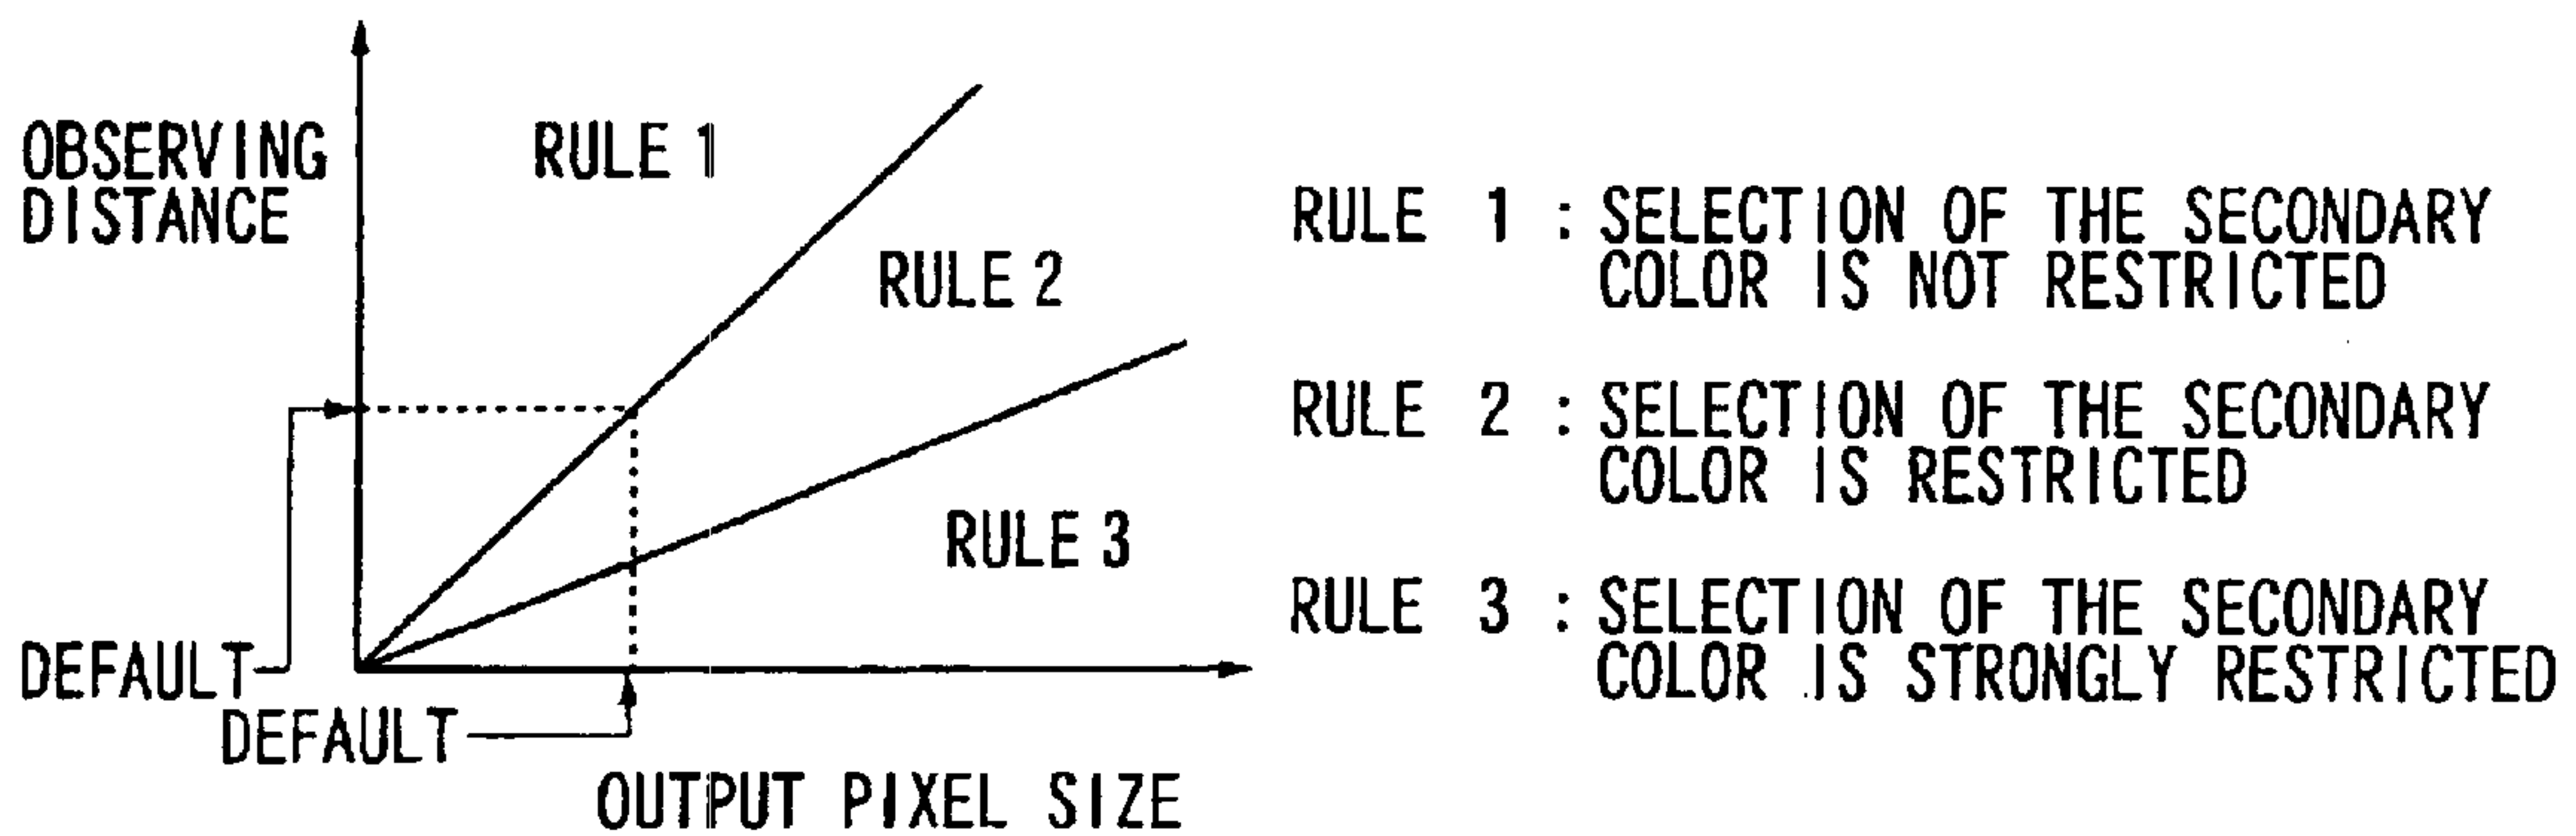 OBSERVING
DISTANCE
RULE 1
RULE 2
RULE 3
DEFAULT
DEFAULT
OUTPUT PIXEL SIZE
RULE 1 : SELECTION OF THE SECONDARY
COLOR IS NOT RESTRICTED
RULE 2 : SELECTION OF THE SECONDARY
COLOR IS RESTRICTED
RULE 3 : SELECTION OF THE SECONDARY
COLOR IS STRONGLY RESTRICTED